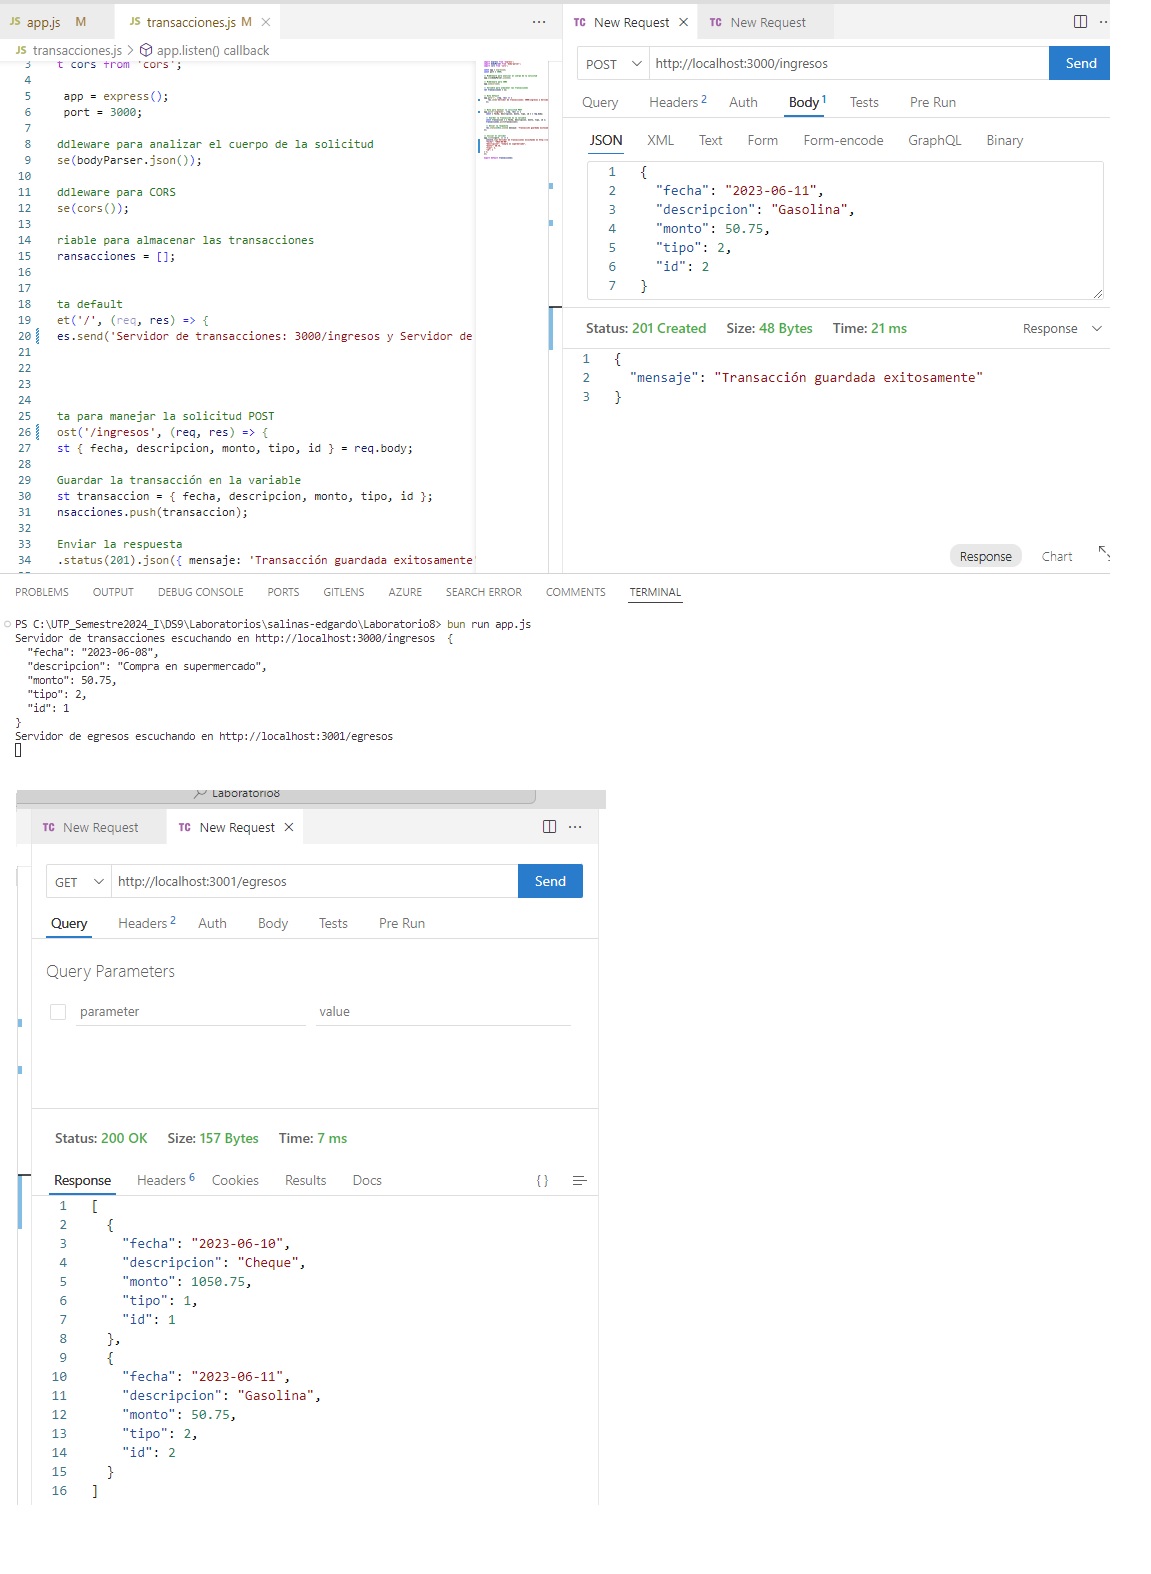 JS app.js M
JS transacciones.js M
JS transacciones.js > app.listen() callback
3 t cors from 'cors';
4
5 app = express();
6 port = 3000;
7
8 ddleware para analizar el cuerpo de la solicitud
9 se(bodyParser.json());
10
11 ddleware para CORS
12 se(cors());
13
14 riable para almacenar las transacciones
15 ransacciones = [];
16
17
18 ta default
19 et('/', (req, res) => {
20 es.send('Servidor de transacciones: 3000/ingresos y Servidor de
21
22
23
24
25 ta para manejar la solicitud POST
26 ost('/ingresos', (req, res) => {
27 st { fecha, descripcion, monto, tipo, id } = req.body;
28
29 Guardar la transacción en la variable
30 st transaccion = { fecha, descripcion, monto, tipo, id };
31 nsacciones.push(transaccion);
32
33 Enviar la respuesta
34 .status(201).json({ mensaje: 'Transacción guardada exitosamente'
TC New Request
TC New Request
POST http://localhost:3000/ingresos Send
Query Headers 2 Auth Body 1 Tests Pre Run
JSON XML Text Form Form-encode GraphQL Binary
1 {
2 "fecha": "2023-06-11",
3 "descripcion": "Gasolina",
4 "monto": 50.75,
5 "tipo": 2,
6 "id": 2
7 }
Status: 201 Created Size: 48 Bytes Time: 21 ms Response
1 {
2 "mensaje": "Transacción guardada exitosamente"
3 }
Response Chart
PROBLEMS OUTPUT DEBUG CONSOLE PORTS GITLENS AZURE SEARCH ERROR COMMENTS TERMINAL
PS C:\UTP_Semestre2024_I\DS9\Laboratorios\salinas-edgardo\Laboratorio8> bun run app.js
Servidor de transacciones escuchando en http://localhost:3000/ingresos {
"fecha": "2023-06-08",
"descripcion": "Compra en supermercado",
"monto": 50.75,
"tipo": 2,
"id": 1
}
Servidor de egresos escuchando en http://localhost:3001/egresos
Laboratorio8
TC New Request TC New Request
GET http://localhost:3001/egresos Send
Query Headers 2 Auth Body Tests Pre Run
Query Parameters
parameter value
Status: 200 OK Size: 157 Bytes Time: 7 ms
Response Headers 6 Cookies Results Docs {}
1 [
2 {
3 "fecha": "2023-06-10",
4 "descripcion": "Cheque",
5 "monto": 1050.75,
6 "tipo": 1,
7 "id": 1
8 },
9 {
10 "fecha": "2023-06-11",
11 "descripcion": "Gasolina",
12 "monto": 50.75,
13 "tipo": 2,
14 "id": 2
15 }
16 ]